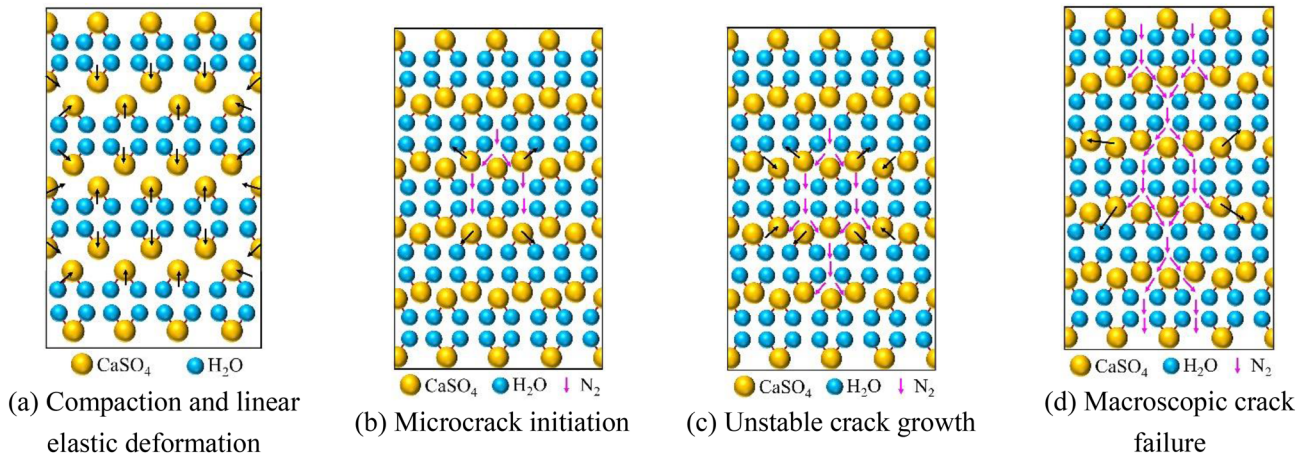 CaSO₄ H₂O
(a) Compaction and linear
elastic deformation
CaSO₄ H₂O N₂
(b) Microcrack initiation
CaSO₄ H₂O N₂
(c) Unstable crack growth
CaSO₄ H₂O N₂
(d) Macroscopic crack
failure